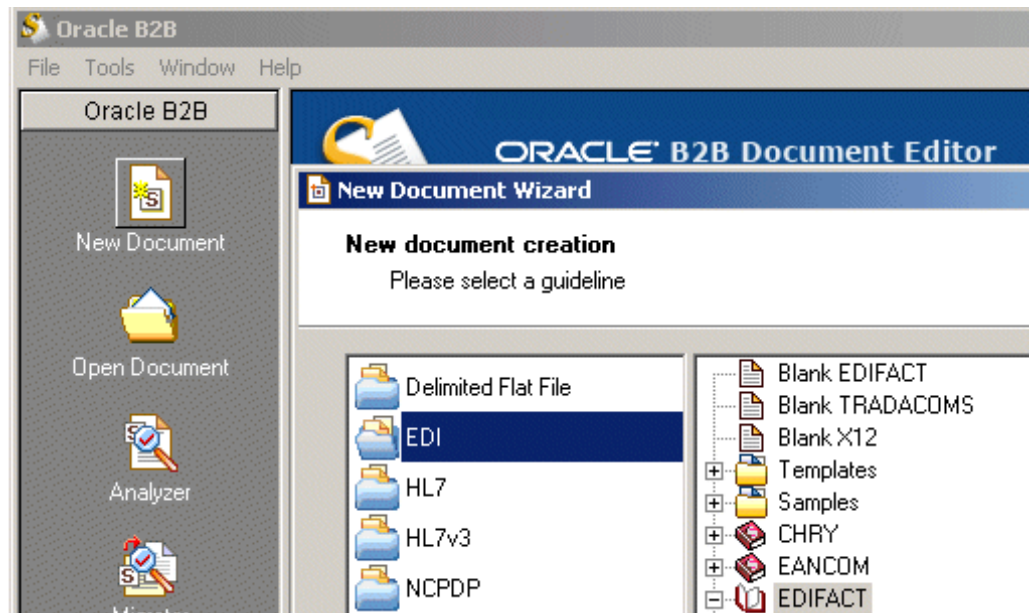 Oracle B2B
File Tools Window Help
Oracle B2B
New Document
Open Document
Analyzer
ORACLE B2B Document Editor
New Document Wizard
New document creation
Please select a guideline
Delimited Flat File
EDI
HL7
HL7v3
NCPDP
Blank EDIFACT
Blank TRADACOMS
Blank X12
Templates
Samples
CHRY
EANCOM
EDIFACT